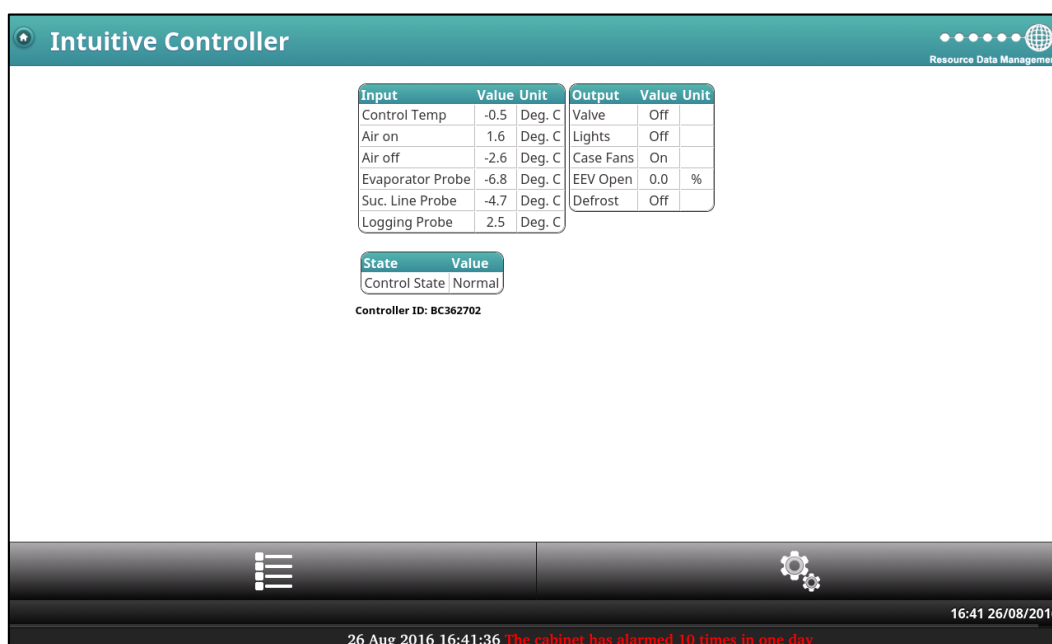 Intuitive Controller
Input Value Unit
Control Temp -0.5 Deg. C
Air on 1.6 Deg. C
Air off -2.6 Deg. C
Evaporator Probe -6.8 Deg. C
Suc. Line Probe -4.7 Deg. C
Logging Probe 2.5 Deg. C
Output Value Unit
Valve Off
Lights Off
Case Fans On
EEV Open 0.0 %
Defrost Off
State Value
Control State Normal
Controller ID: BC362702
Resource Data Managemen
16:41 26/08/201
26 Aug 2016 16:41:36 The cabinet has alarmed 10 times in one day